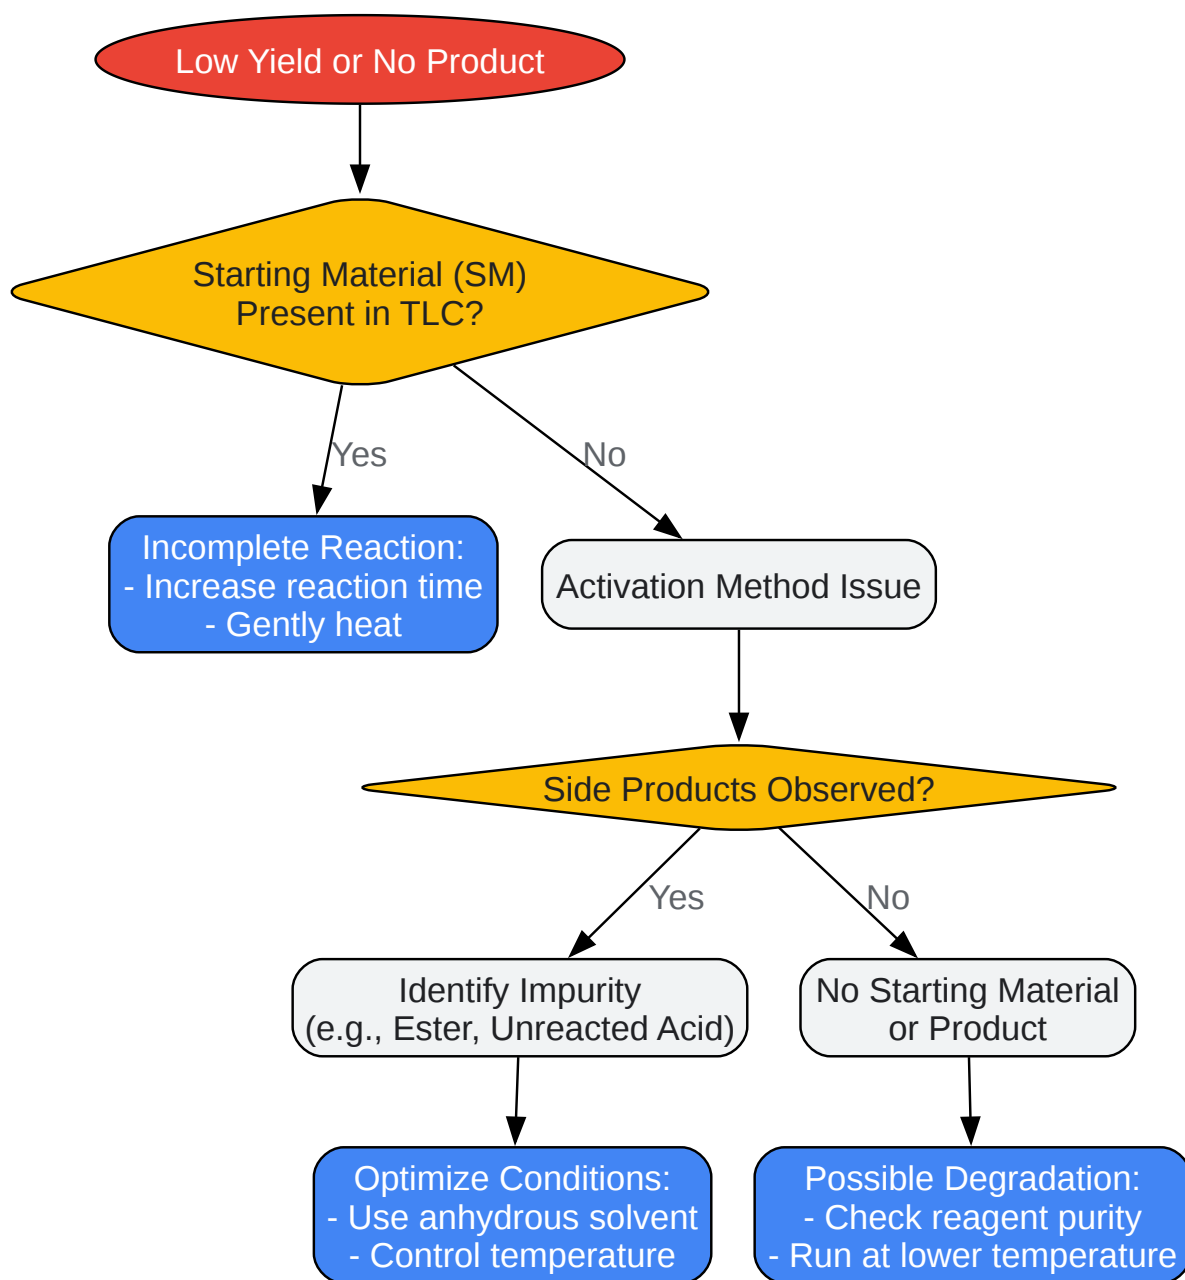 Low Yield or No Product
Starting Material (SM)
Present in TLC?
Yes
No
Incomplete Reaction:
- Increase reaction time
- Gently heat
Activation Method Issue
Side Products Observed?
Yes
No
Identify Impurity
(e.g., Ester, Unreacted Acid)
No Starting Material
or Product
Optimize Conditions:
- Use anhydrous solvent
- Control temperature
Possible Degradation:
- Check reagent purity
- Run at lower temperature